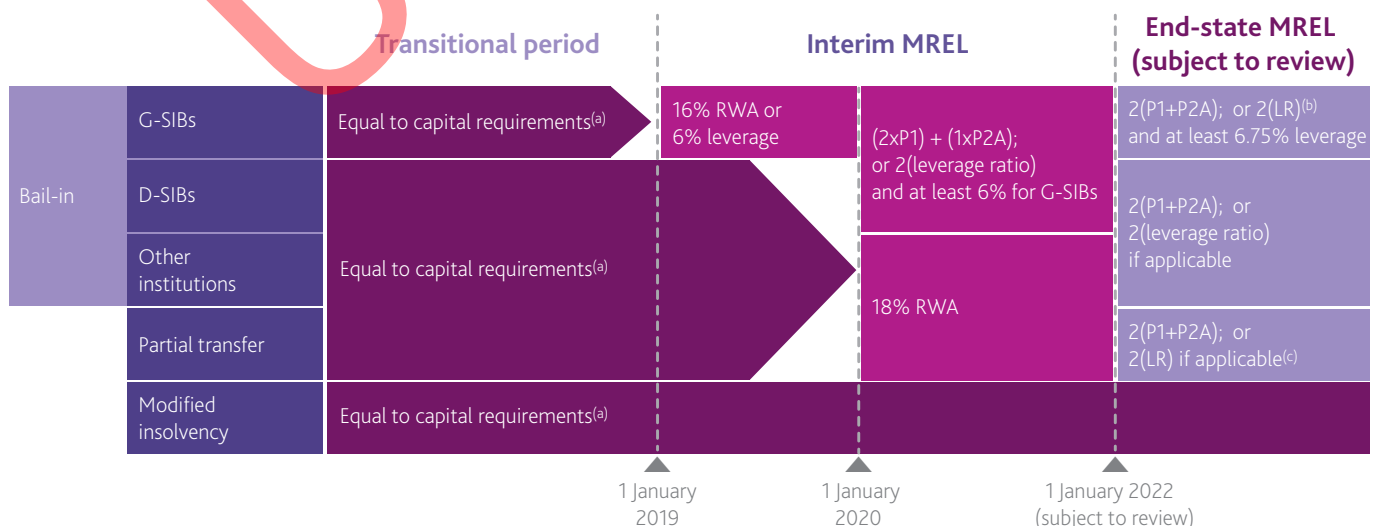 Transitional period
Interim MREL
End-state MREL
(subject to review)
Bail-in
G-SIBs
Equal to capital requirements(a)
16% RWA or
6% leverage
(2xP1) + (1xP2A);
or 2(leverage ratio)
and at least 6% for G-SIBs
2(P1+P2A); or 2(LR)(b)
and at least 6.75% leverage
D-SIBs
Other
institutions
Partial transfer
Equal to capital requirements(a)
18% RWA
2(P1+P2A); or
2(leverage ratio)
if applicable
2(P1+P2A); or
2(LR) if applicable(c)
Modified
insolvency
Equal to capital requirements(a)
1 January
2019
1 January
2020
1 January 2022
(subject to review)